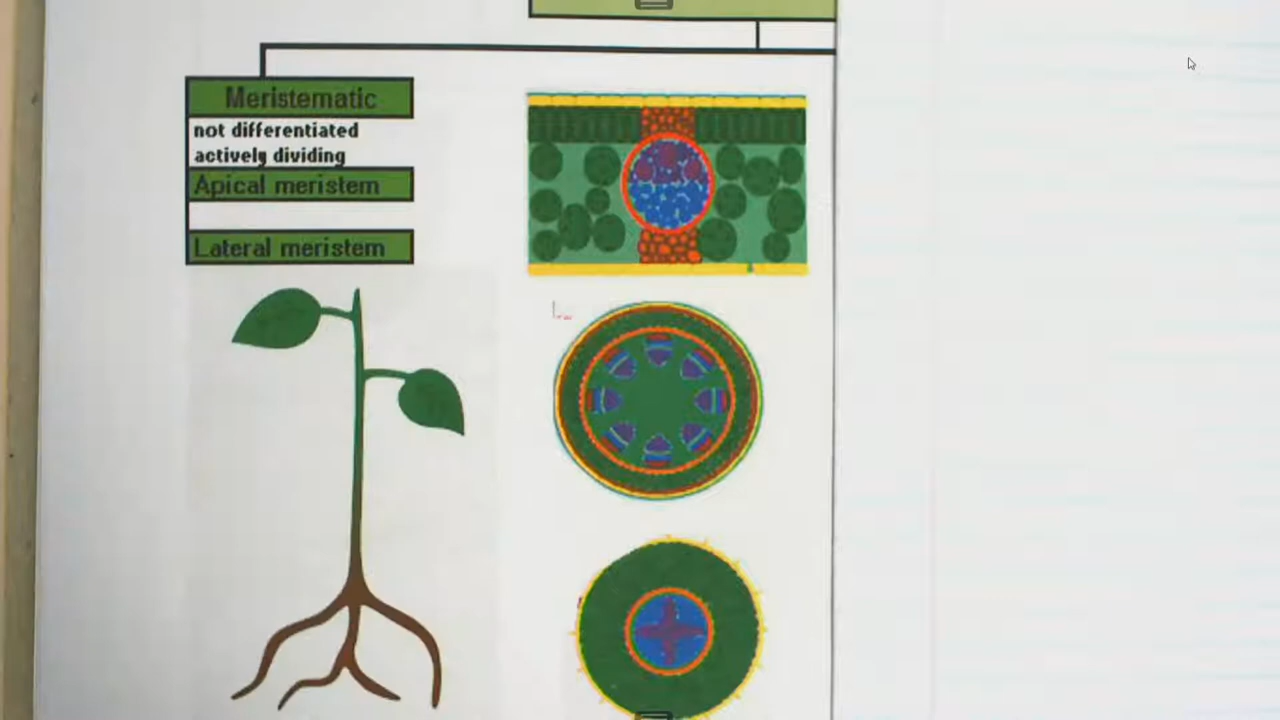 Meristematic
not differentiated
actively dividing
Apical meristem
Lateral meristem